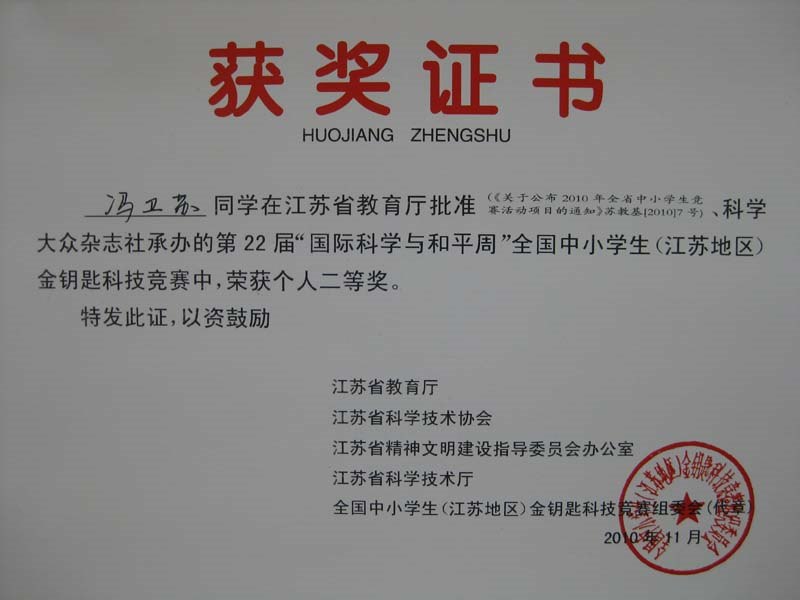 获奖证书
HUOJIANG ZHENGSHU
冯卫苏同学在江苏省教育厅批准(《关于公布2010年全省中小学生竞赛活动项目的通知》苏教基[2010]7号)、科学
大众杂志社承办的第22届“国际科学与和平周”全国中小学生(江苏地区)
金钥匙科技竞赛中,荣获个人二等奖。
特发此证,以资鼓励
江苏省教育厅
江苏省科学技术协会
江苏省精神文明建设指导委员会办公室
江苏省科学技术厅
全国中小学生(江苏地区)金钥匙科技竞赛组委会(代章)
2010年11月